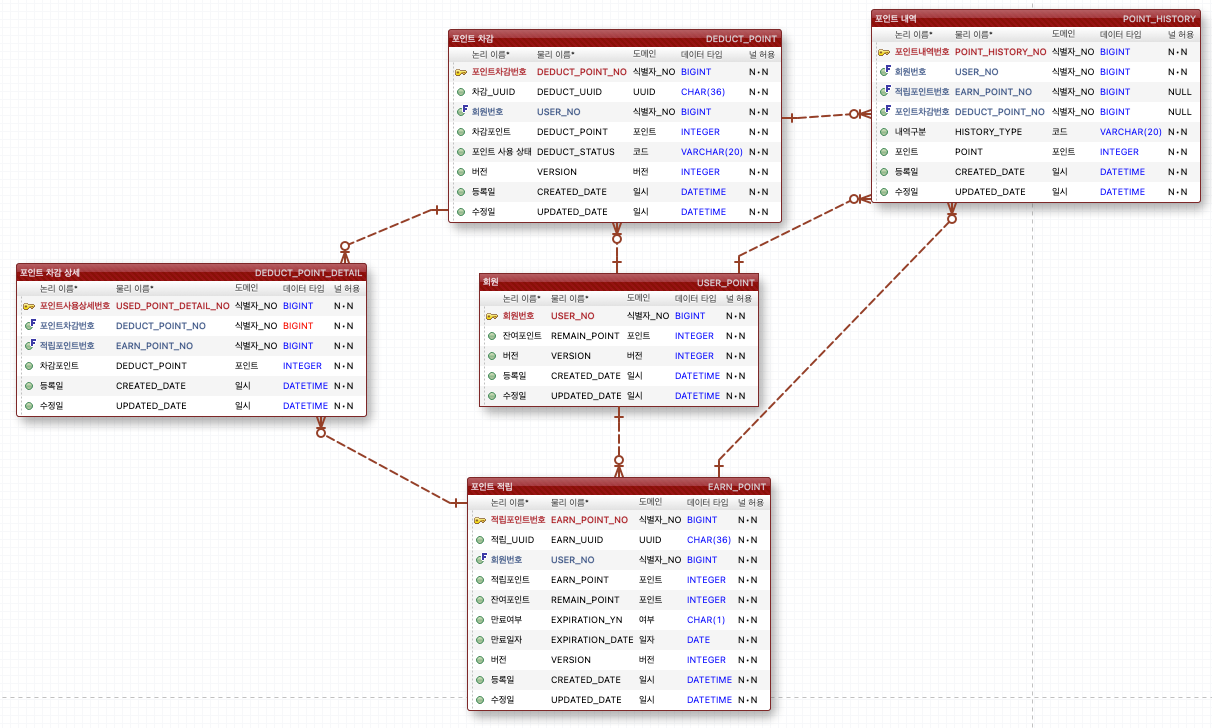 포인트 차감 DEDUCT_POINT
논리 이름* 물리 이름* 도메인 데이터 타입 널 허용
포인트차감번호 DEDUCT_POINT_NO 식별자_NO BIGINT N•N
차감_UUID DEDUCT_UUID UUID CHAR(36) N•N
회원번호 USER_NO 식별자_NO BIGINT N•N
차감포인트 DEDUCT_POINT 포인트 INTEGER N•N
포인트 사용 상태 DEDUCT_STATUS 코드 VARCHAR(20) N•N
버전 VERSION 버전 INTEGER N•N
등록일 CREATED_DATE 일시 DATETIME N•N
수정일 UPDATED_DATE 일시 DATETIME N•N
포인트 내역 POINT_HISTORY
논리 이름* 물리 이름* 도메인 데이터 타입 널 허용
포인트내역번호 POINT_HISTORY_NO 식별자_NO BIGINT N•N
회원번호 USER_NO 식별자_NO BIGINT N•N
적립포인트번호 EARN_POINT_NO 식별자_NO BIGINT NULL
포인트차감번호 DEDUCT_POINT_NO 식별자_NO BIGINT NULL
내역구분 HISTORY_TYPE 코드 VARCHAR(20) N•N
포인트 POINT 포인트 INTEGER N•N
등록일 CREATED_DATE 일시 DATETIME N•N
수정일 UPDATED_DATE 일시 DATETIME N•N
포인트 차감 상세 DEDUCT_POINT_DETAIL
논리 이름* 물리 이름* 도메인 데이터 타입 널 허용
포인트사용상세번호 USED_POINT_DETAIL_NO 식별자_NO BIGINT N•N
포인트차감번호 DEDUCT_POINT_NO 식별자_NO BIGINT N•N
적립포인트번호 EARN_POINT_NO 식별자_NO BIGINT N•N
차감포인트 DEDUCT_POINT 포인트 INTEGER N•N
등록일 CREATED_DATE 일시 DATETIME N•N
수정일 UPDATED_DATE 일시 DATETIME N•N
회원 USER_POINT
논리 이름* 물리 이름* 도메인 데이터 타입 널 허용
회원번호 USER_NO 식별자_NO BIGINT N•N
잔여포인트 REMAIN_POINT 포인트 INTEGER N•N
버전 VERSION 버전 INTEGER N•N
등록일 CREATED_DATE 일시 DATETIME N•N
수정일 UPDATED_DATE 일시 DATETIME N•N
포인트 적립 EARN_POINT
논리 이름* 물리 이름* 도메인 데이터 타입 널 허용
적립포인트번호 EARN_POINT_NO 식별자_NO BIGINT N•N
적립_UUID EARN_UUID UUID CHAR(36) N•N
회원번호 USER_NO 식별자_NO BIGINT N•N
적립포인트 EARN_POINT 포인트 INTEGER N•N
잔여포인트 REMAIN_POINT 포인트 INTEGER N•N
만료여부 EXPIRATION_YN 여부 CHAR(1) N•N
만료일자 EXPIRATION_DATE 일자 DATE N•N
버전 VERSION 버전 INTEGER N•N
등록일 CREATED_DATE 일시 DATETIME N•N
수정일 UPDATED_DATE 일시 DATETIME N•N